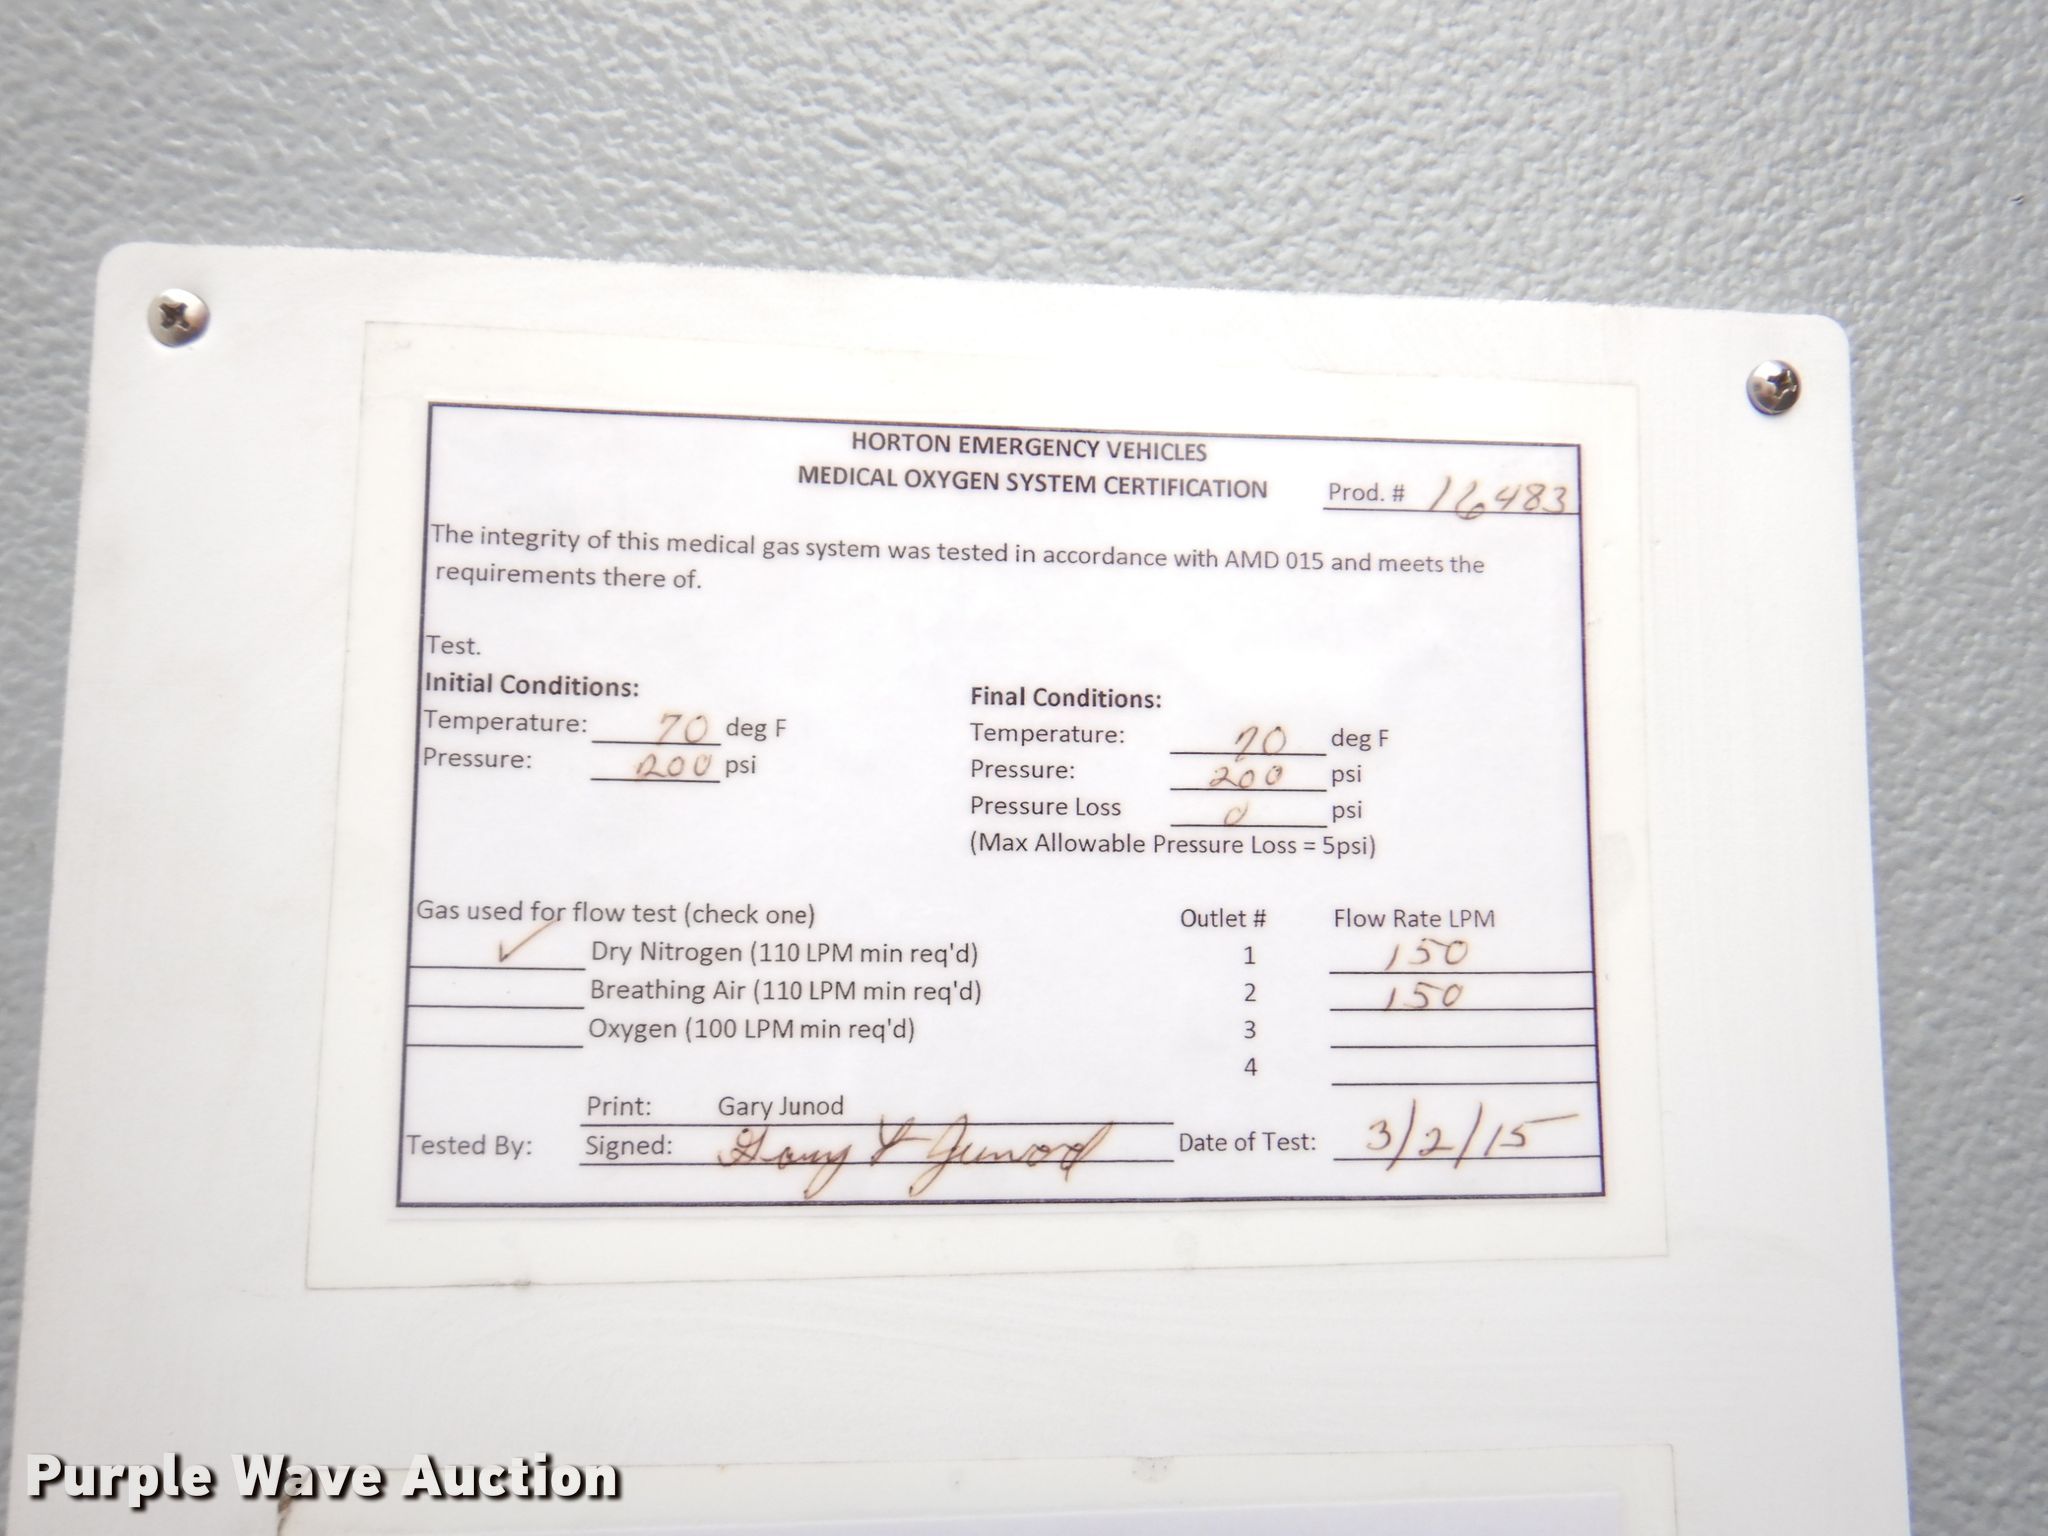 HORTON EMERGENCY VEHICLES
MEDICAL OXYGEN SYSTEM CERTIFICATION
Prod. # 16483
The integrity of this medical gas system was tested in accordance with AMD 015 and meets the
requirements there of.
Test.
Initial Conditions:
Temperature: 70 deg F
Pressure: 200 psi
Final Conditions:
Temperature: 70 deg F
Pressure: 200 psi
Pressure Loss 0 psi
(Max Allowable Pressure Loss = 5psi)
Gas used for flow test (check one)
✓ Dry Nitrogen (110 LPM min req'd)
Breathing Air (110 LPM min req'd)
Oxygen (100 LPM min req'd)
Outlet # Flow Rate LPM
1 150
2 150
3
4
Print: Gary Junod
Tested By: Signed: Gary L Junod
Date of Test: 3/2/15
Purple Wave Auction